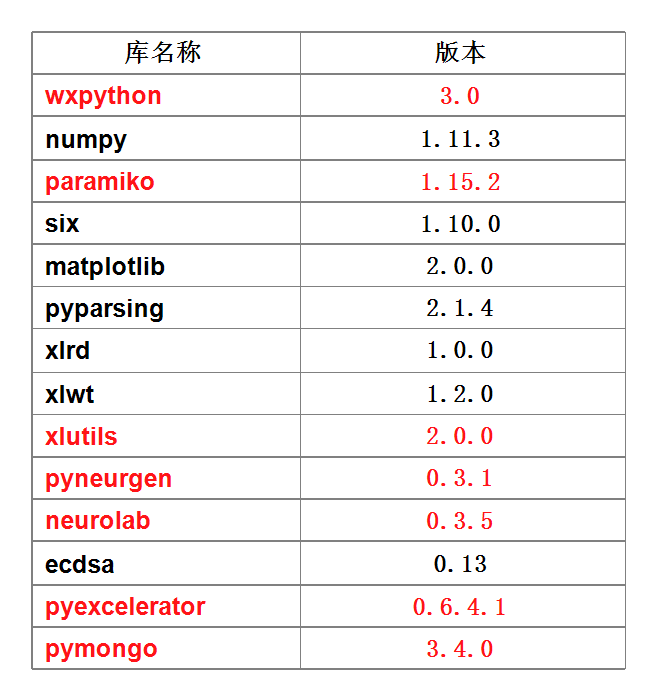 库名称 版本
wxpython 3.0
numpy 1.11.3
paramiko 1.15.2
six 1.10.0
matplotlib 2.0.0
pyparsing 2.1.4
xlrd 1.0.0
xlwt 1.2.0
xlutils 2.0.0
pyneurgen 0.3.1
neurolab 0.3.5
ecdsa 0.13
pyexcelerator 0.6.4.1
pymongo 3.4.0